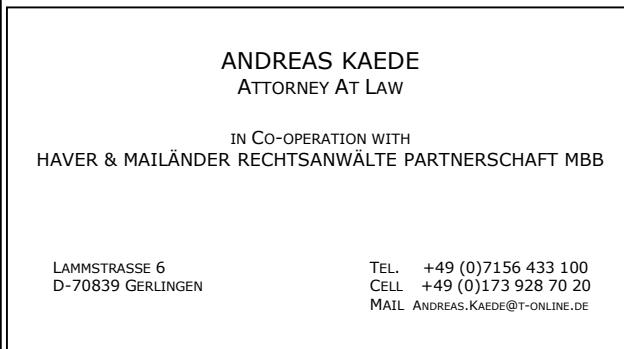 ANDREAS KAEDE
ATTORNEY AT LAW
IN CO-OPERATION WITH
HAVER & MAILÄNDER RECHTSANWÄLTE PARTNERSCHAFT MBB
LAMMSTRASSE 6
D-70839 GERLINGEN
TEL. +49 (0)7156 433 100
CELL +49 (0)173 928 70 20
MAIL ANDREAS.KAEDE@T-ONLINE.DE